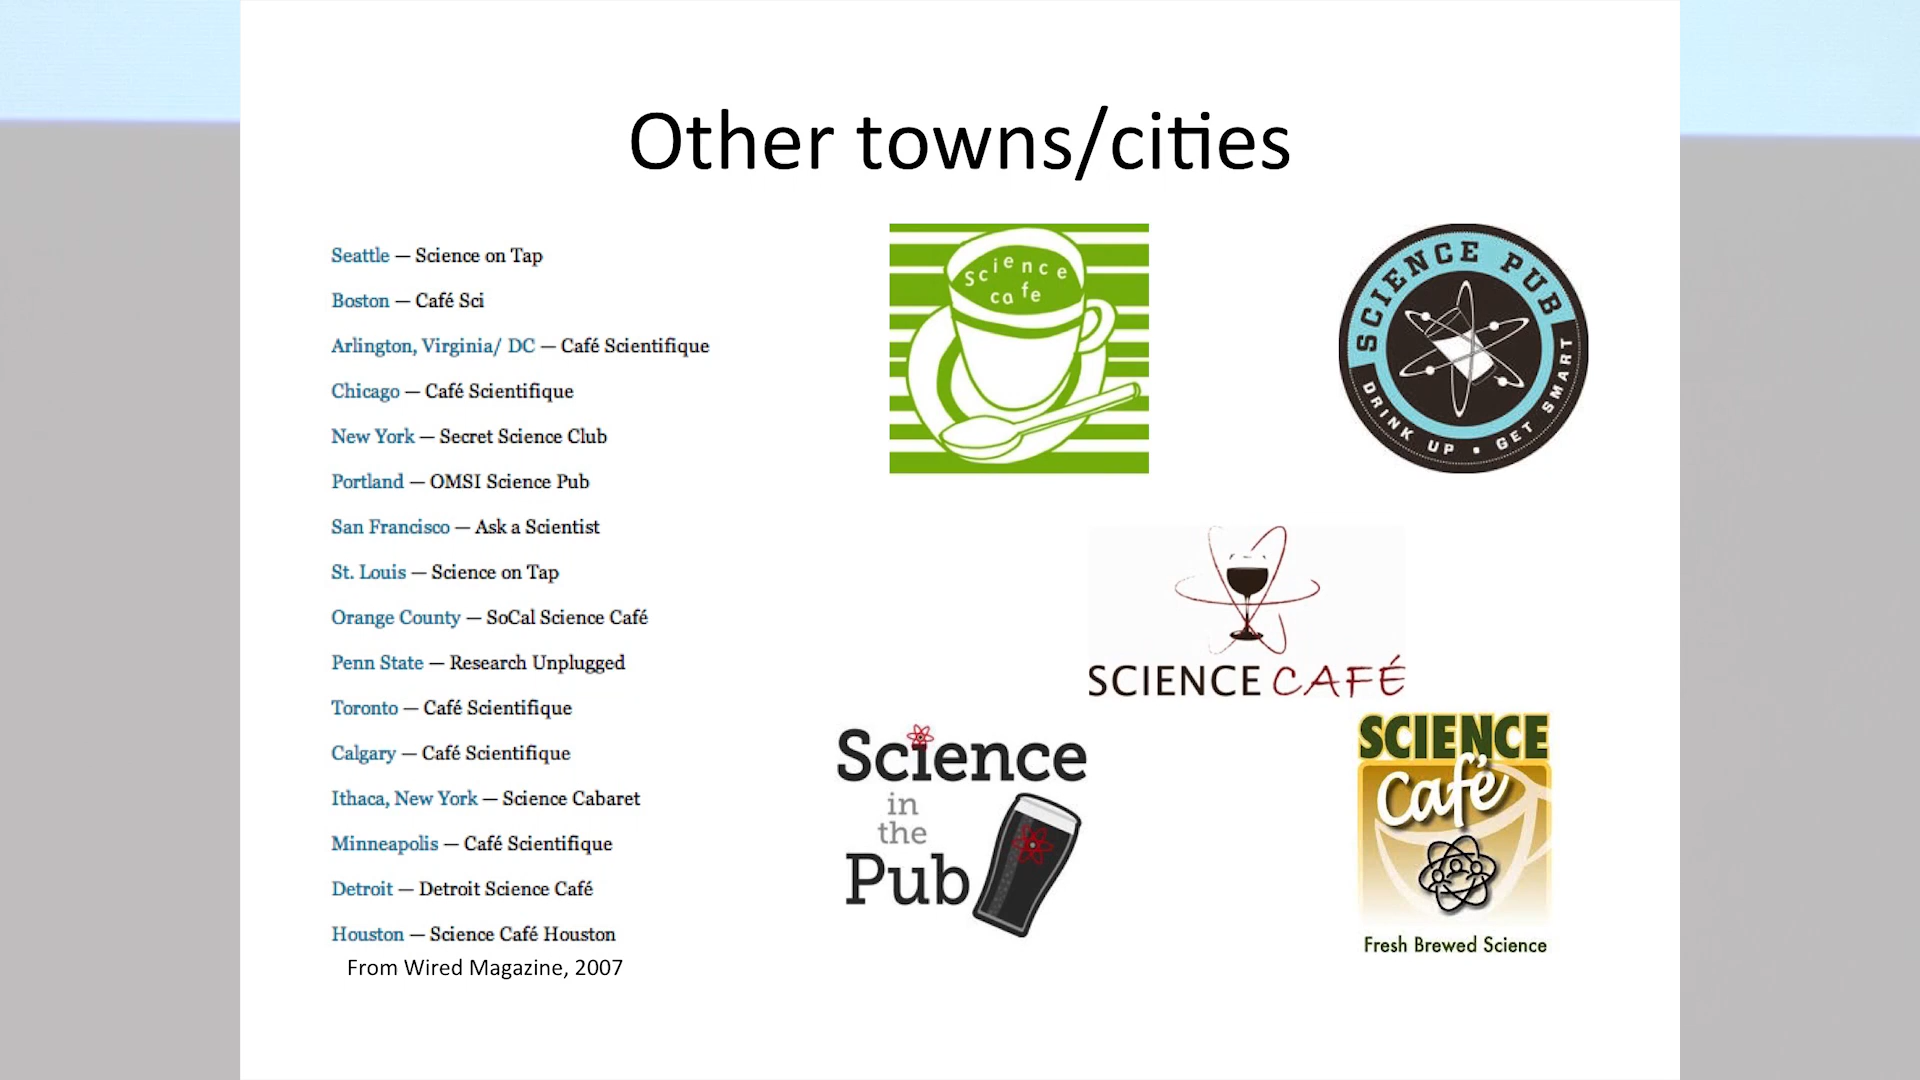 Other towns/cities
Seattle — Science on Tap
Boston — Café Sci
Arlington, Virginia/ DC — Café Scientifique
Chicago — Café Scientifique
New York — Secret Science Club
Portland — OMSI Science Pub
San Francisco — Ask a Scientist
St. Louis — Science on Tap
Orange County — SoCal Science Café
Penn State — Research Unplugged
Toronto — Café Scientifique
Calgary — Café Scientifique
Ithaca, New York — Science Cabaret
Minneapolis — Café Scientifique
Detroit — Detroit Science Café
Houston — Science Café Houston
From Wired Magazine, 2007
Science
cafe
SCIENCE PUB
DRINK UP • GET SMART
SCIENCE CAFÉ
Science
in
the
Pub
SCIENCE
Café
Fresh Brewed Science